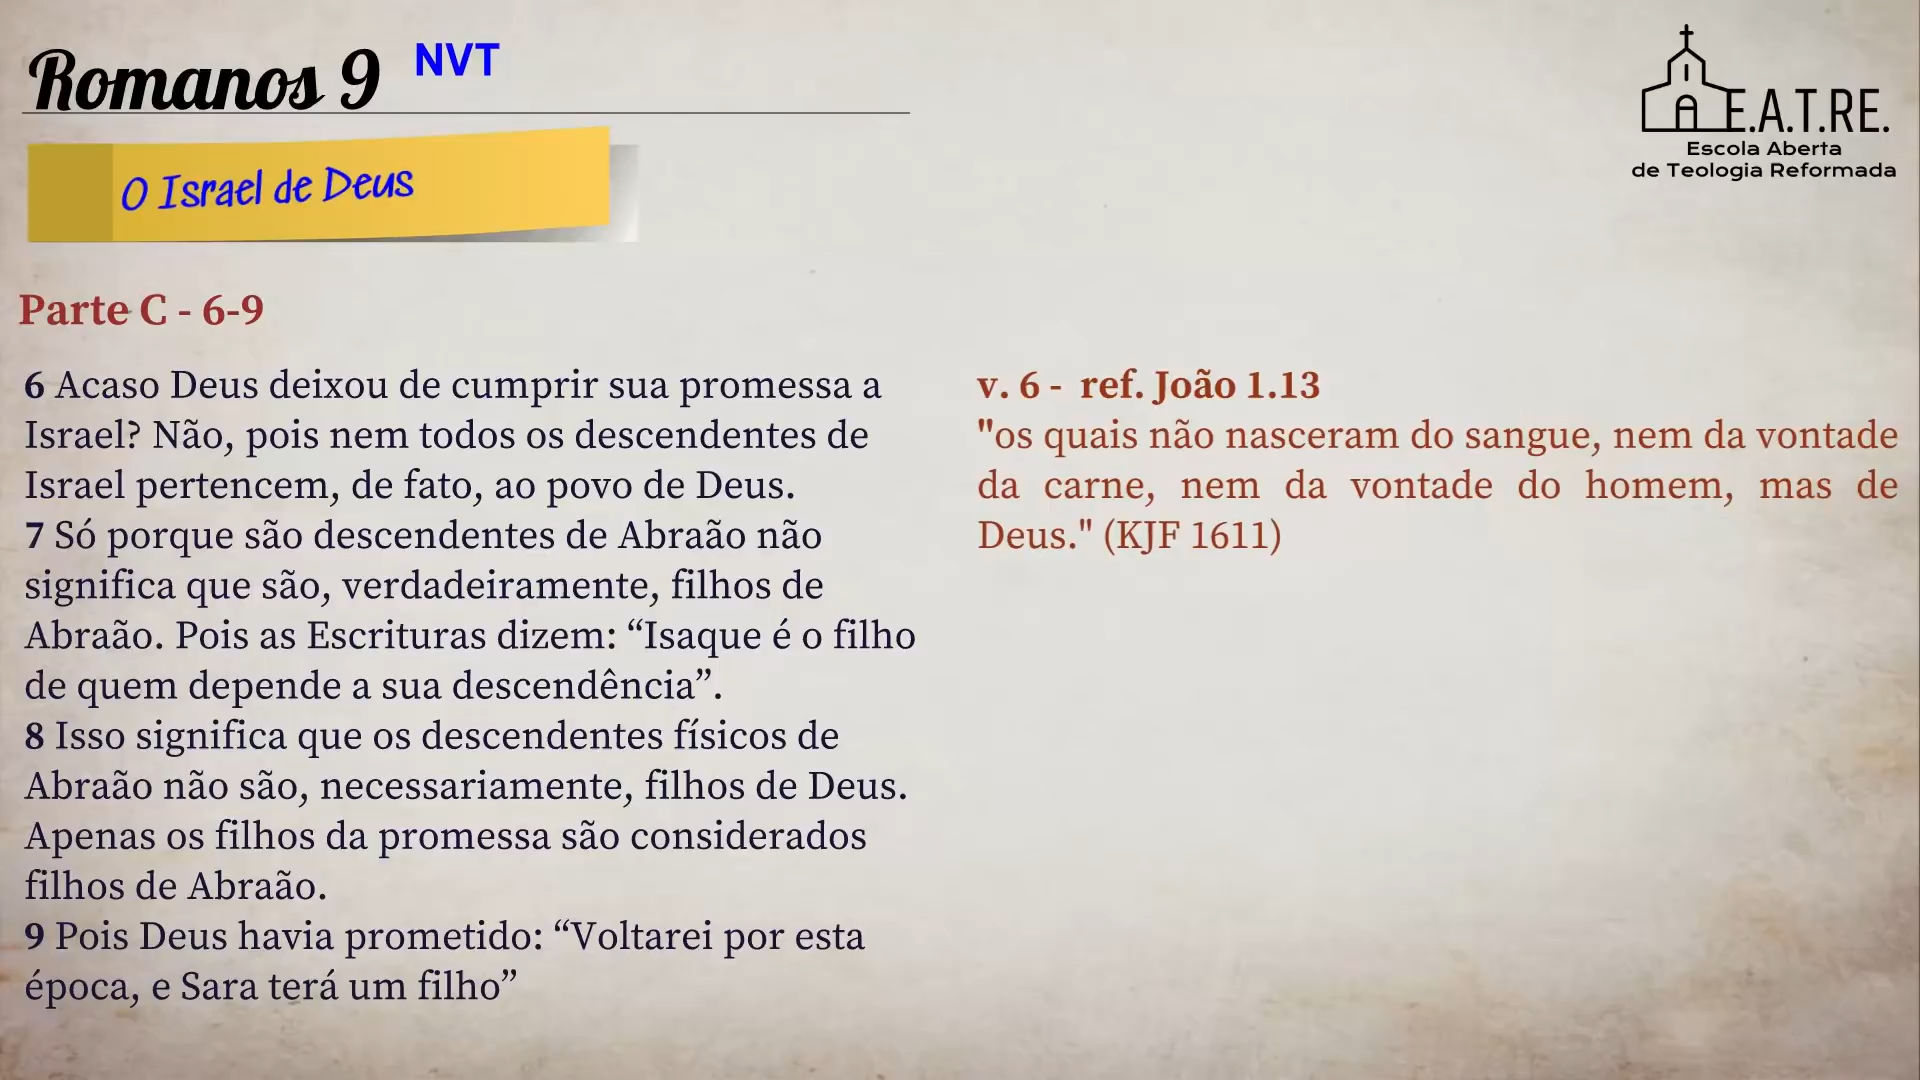 Romanos 9 NVT
E.A.T.RE.
Escola Aberta
de Teologia Reformada
O Israel de Deus
Parte C - 6-9
6 Acaso Deus deixou de cumprir sua promessa a
Israel? Não, pois nem todos os descendentes de
Israel pertencem, de fato, ao povo de Deus.
7 Só porque são descendentes de Abraão não
significa que são, verdadeiramente, filhos de
Abraão. Pois as Escrituras dizem: “Isaque é o filho
de quem depende a sua descendência”.
8 Isso significa que os descendentes físicos de
Abraão não são, necessariamente, filhos de Deus.
Apenas os filhos da promessa são considerados
filhos de Abraão.
9 Pois Deus havia prometido: “Voltarei por esta
época, e Sara terá um filho”
v. 6 - ref. João 1.13
"os quais não nasceram do sangue, nem da vontade
da carne, nem da vontade do homem, mas de
Deus." (KJF 1611)